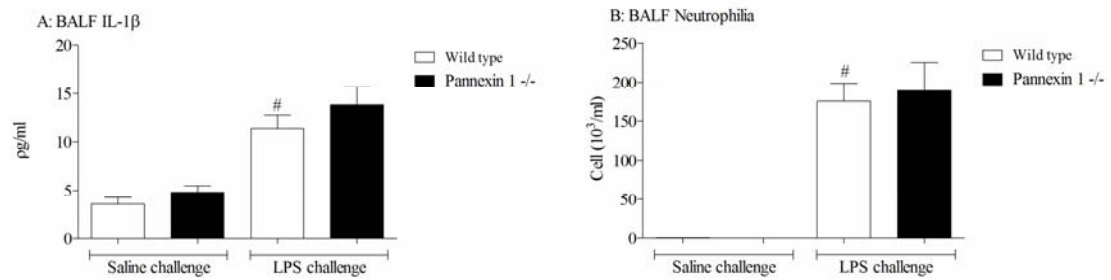 A: BALF IL-1β
20
15
10
5
0
ρg/ml
#
Saline challenge
LPS challenge
Wild type
Pannexin 1 -/-
B: BALF Neutrophilia
250
200
150
100
50
0
Cell (10³/ml)
#
Saline challenge
LPS challenge
Wild type
Pannexin 1 -/-